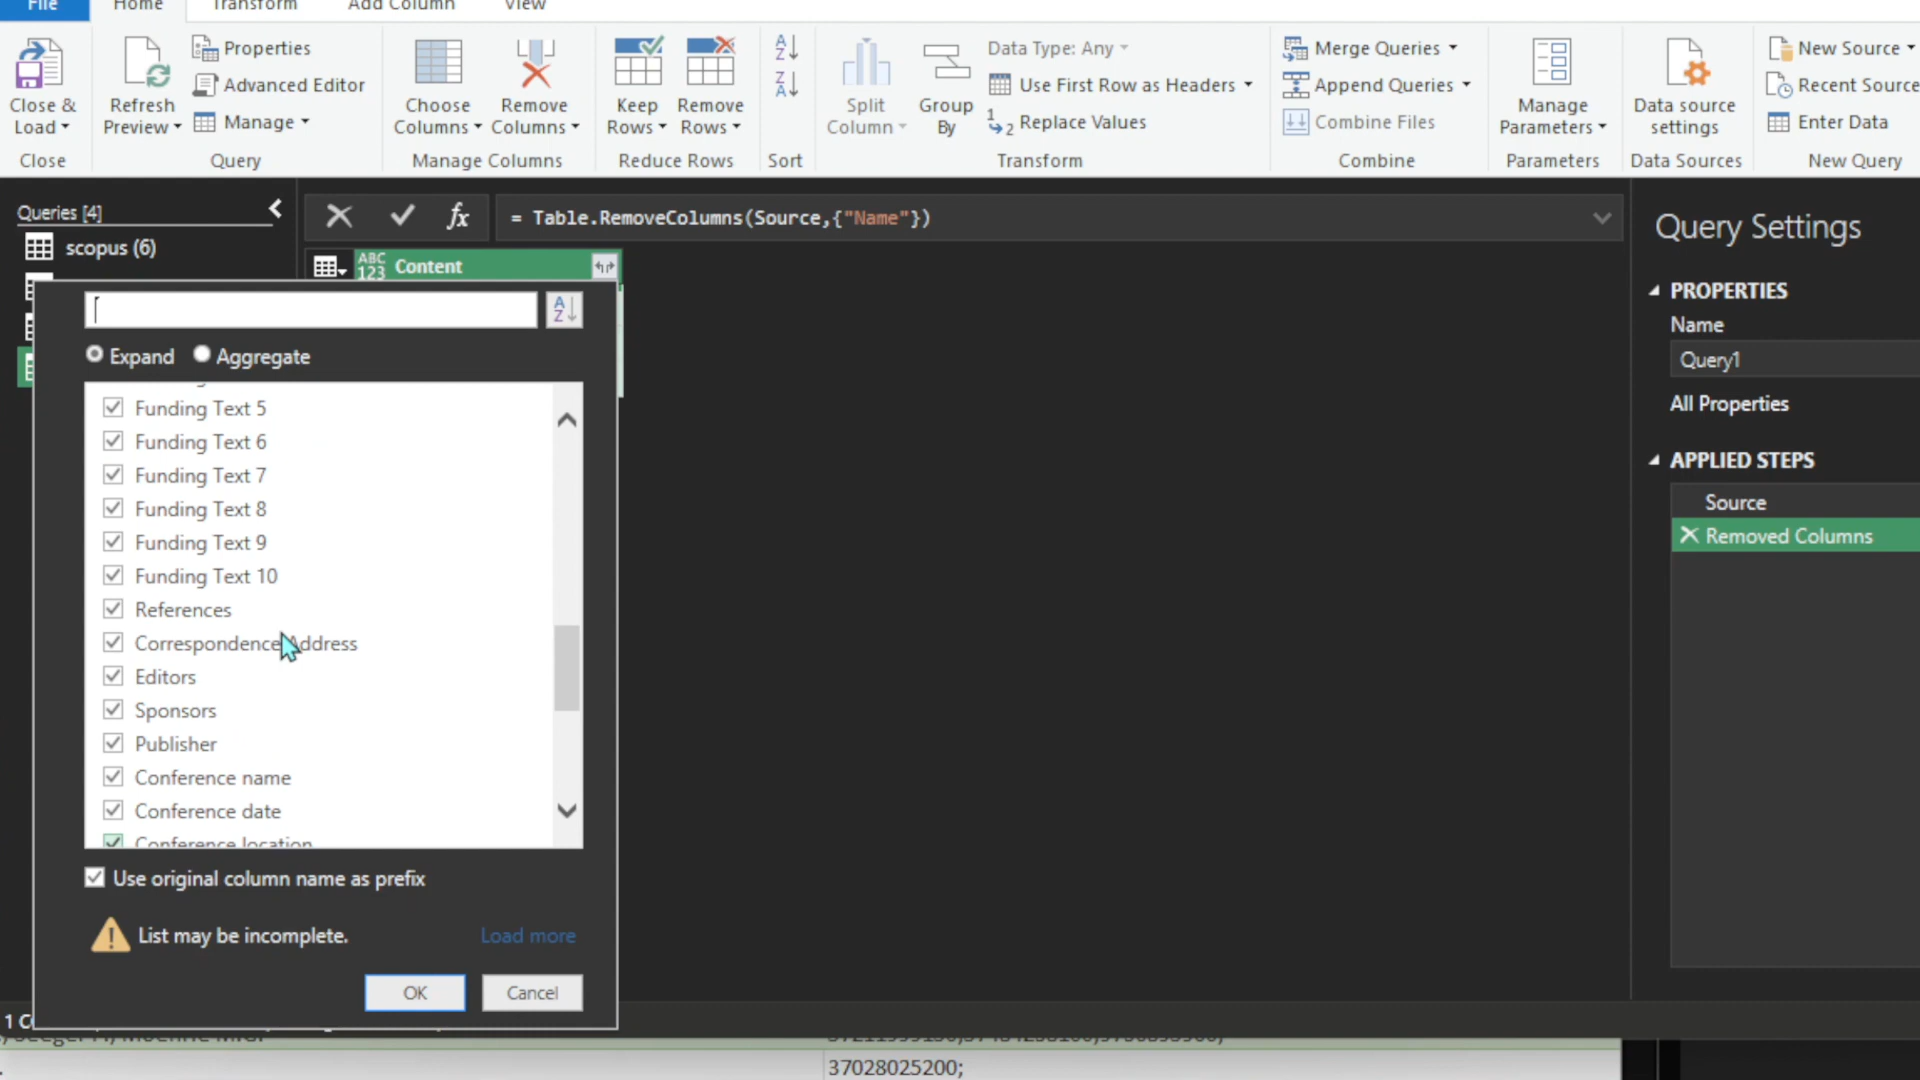 File Home Transform Add Column View
Close &
Load
Close
Refresh
Preview
Properties
Advanced Editor
Manage
Query
Choose
Columns
Remove
Columns
Manage Columns
Keep
Rows
Remove
Rows
Reduce Rows
Sort
Split
Column
Group
By
Data Type: Any
Use First Row as Headers
Replace Values
Transform
Merge Queries
Append Queries
Combine Files
Combine
Manage
Parameters
Parameters
Data source
settings
Data Sources
New Source
Recent Source
Enter Data
New Query
Queries [4]
scopus (6)
fx
= Table.RemoveColumns(Source,{"Name"})
ABC
123
Content
Expand Aggregate
Funding Text 5
Funding Text 6
Funding Text 7
Funding Text 8
Funding Text 9
Funding Text 10
References
Correspondence Address
Editors
Sponsors
Publisher
Conference name
Conference date
Conference location
Use original column name as prefix
List may be incomplete. Load more
OK Cancel
Query Settings
PROPERTIES
Name
Query1
All Properties
APPLIED STEPS
Source
Removed Columns
37028025200;